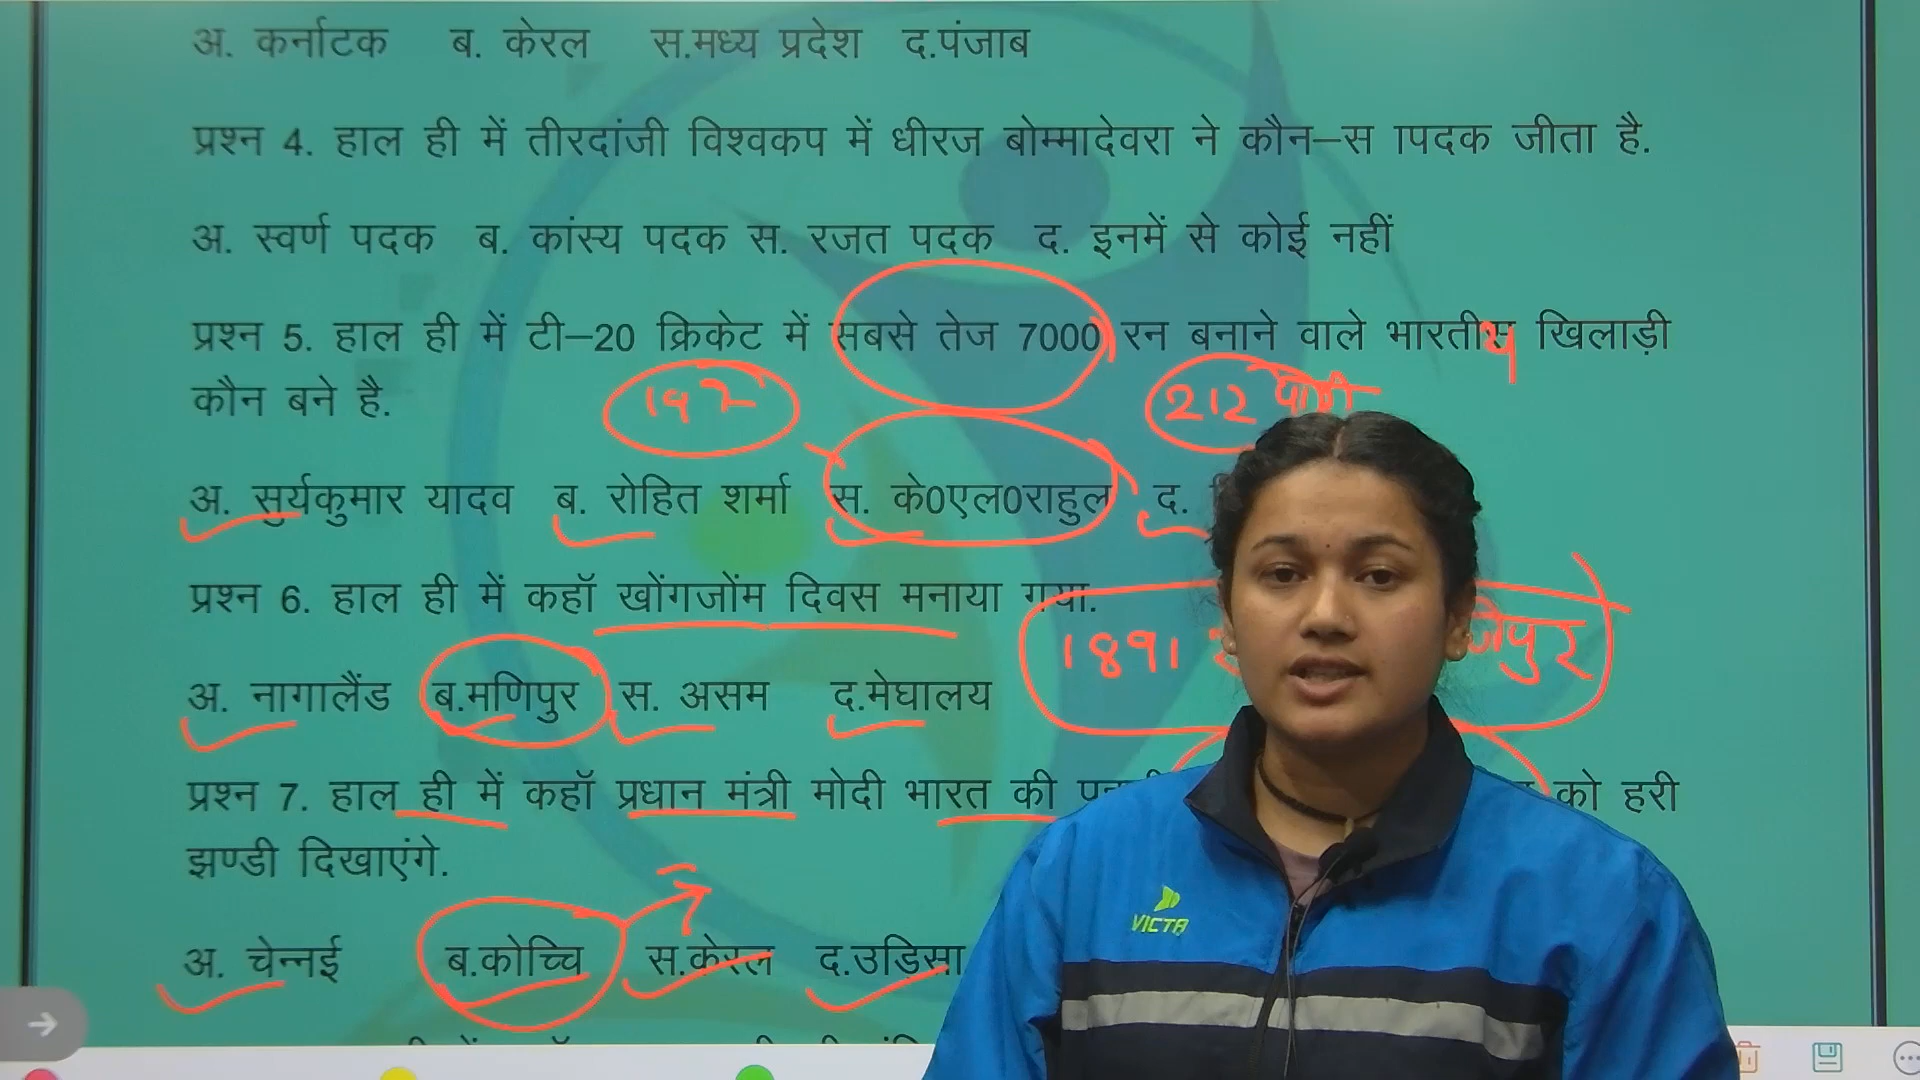 अ. कर्नाटक ब. केरल स.मध्य प्रदेश द.पंजाब
प्रश्न 4. हाल ही में तीरदांजी विश्वकप में धीरज बोम्मादेवरा ने कौन–स ापदक जीता है.
अ. स्वर्ण पदक ब. कांस्य पदक स. रजत पदक द. इनमें से कोई नहीं
प्रश्न 5. हाल ही में टी–20 क्रिकेट में सबसे तेज 7000 रन बनाने वाले भारतीय खिलाड़ी
कौन बने है.
197 212 पारी
अ. सुर्यकुमार यादव ब. रोहित शर्मा स. के0एल0राहुल द.
प्रश्न 6. हाल ही में कहॉ खोंगजोंम दिवस मनाया गया.
1891
अ. नागालैंड ब.मणिपुर स. असम द.मेघालय
प्रश्न 7. हाल ही में कहॉ प्रधान मंत्री मोदी भारत की को हरी
झण्डी दिखाएंगे.
अ. चेन्नई ब.कोच्चि स.केरल द.उडिसा
VICTA